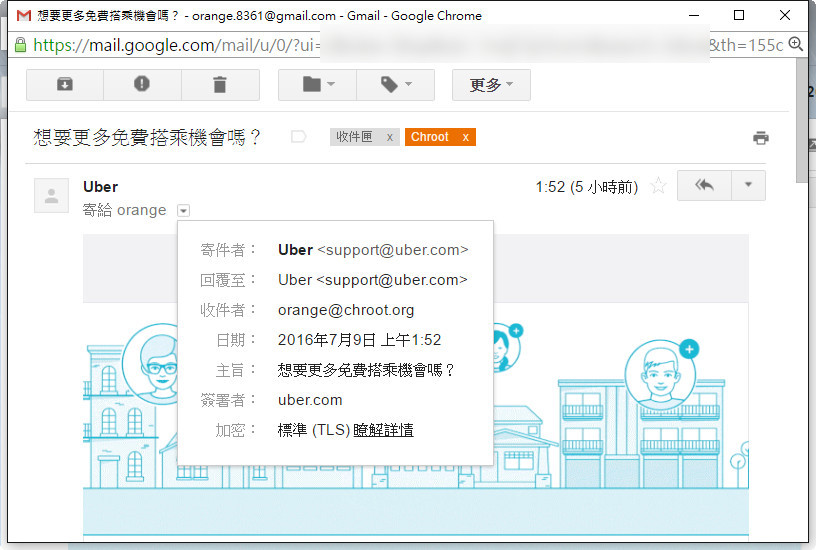 想要更多免費搭乘機會嗎？ - orange.8361@gmail.com - Gmail - Google Chrome
https://mail.google.com/mail/u/0/?ui= &th=155c
更多
想要更多免費搭乘機會嗎？ 收件匣 x Chroot x
Uber 1:52 (5 小時前)
寄給 orange
寄件者： Uber <support@uber.com>
回覆至： Uber <support@uber.com>
收件者： orange@chroot.org
日期： 2016年7月9日 上午1:52
主旨： 想要更多免費搭乘機會嗎？
簽署者： uber.com
加密： 標準 (TLS) 瞭解詳情